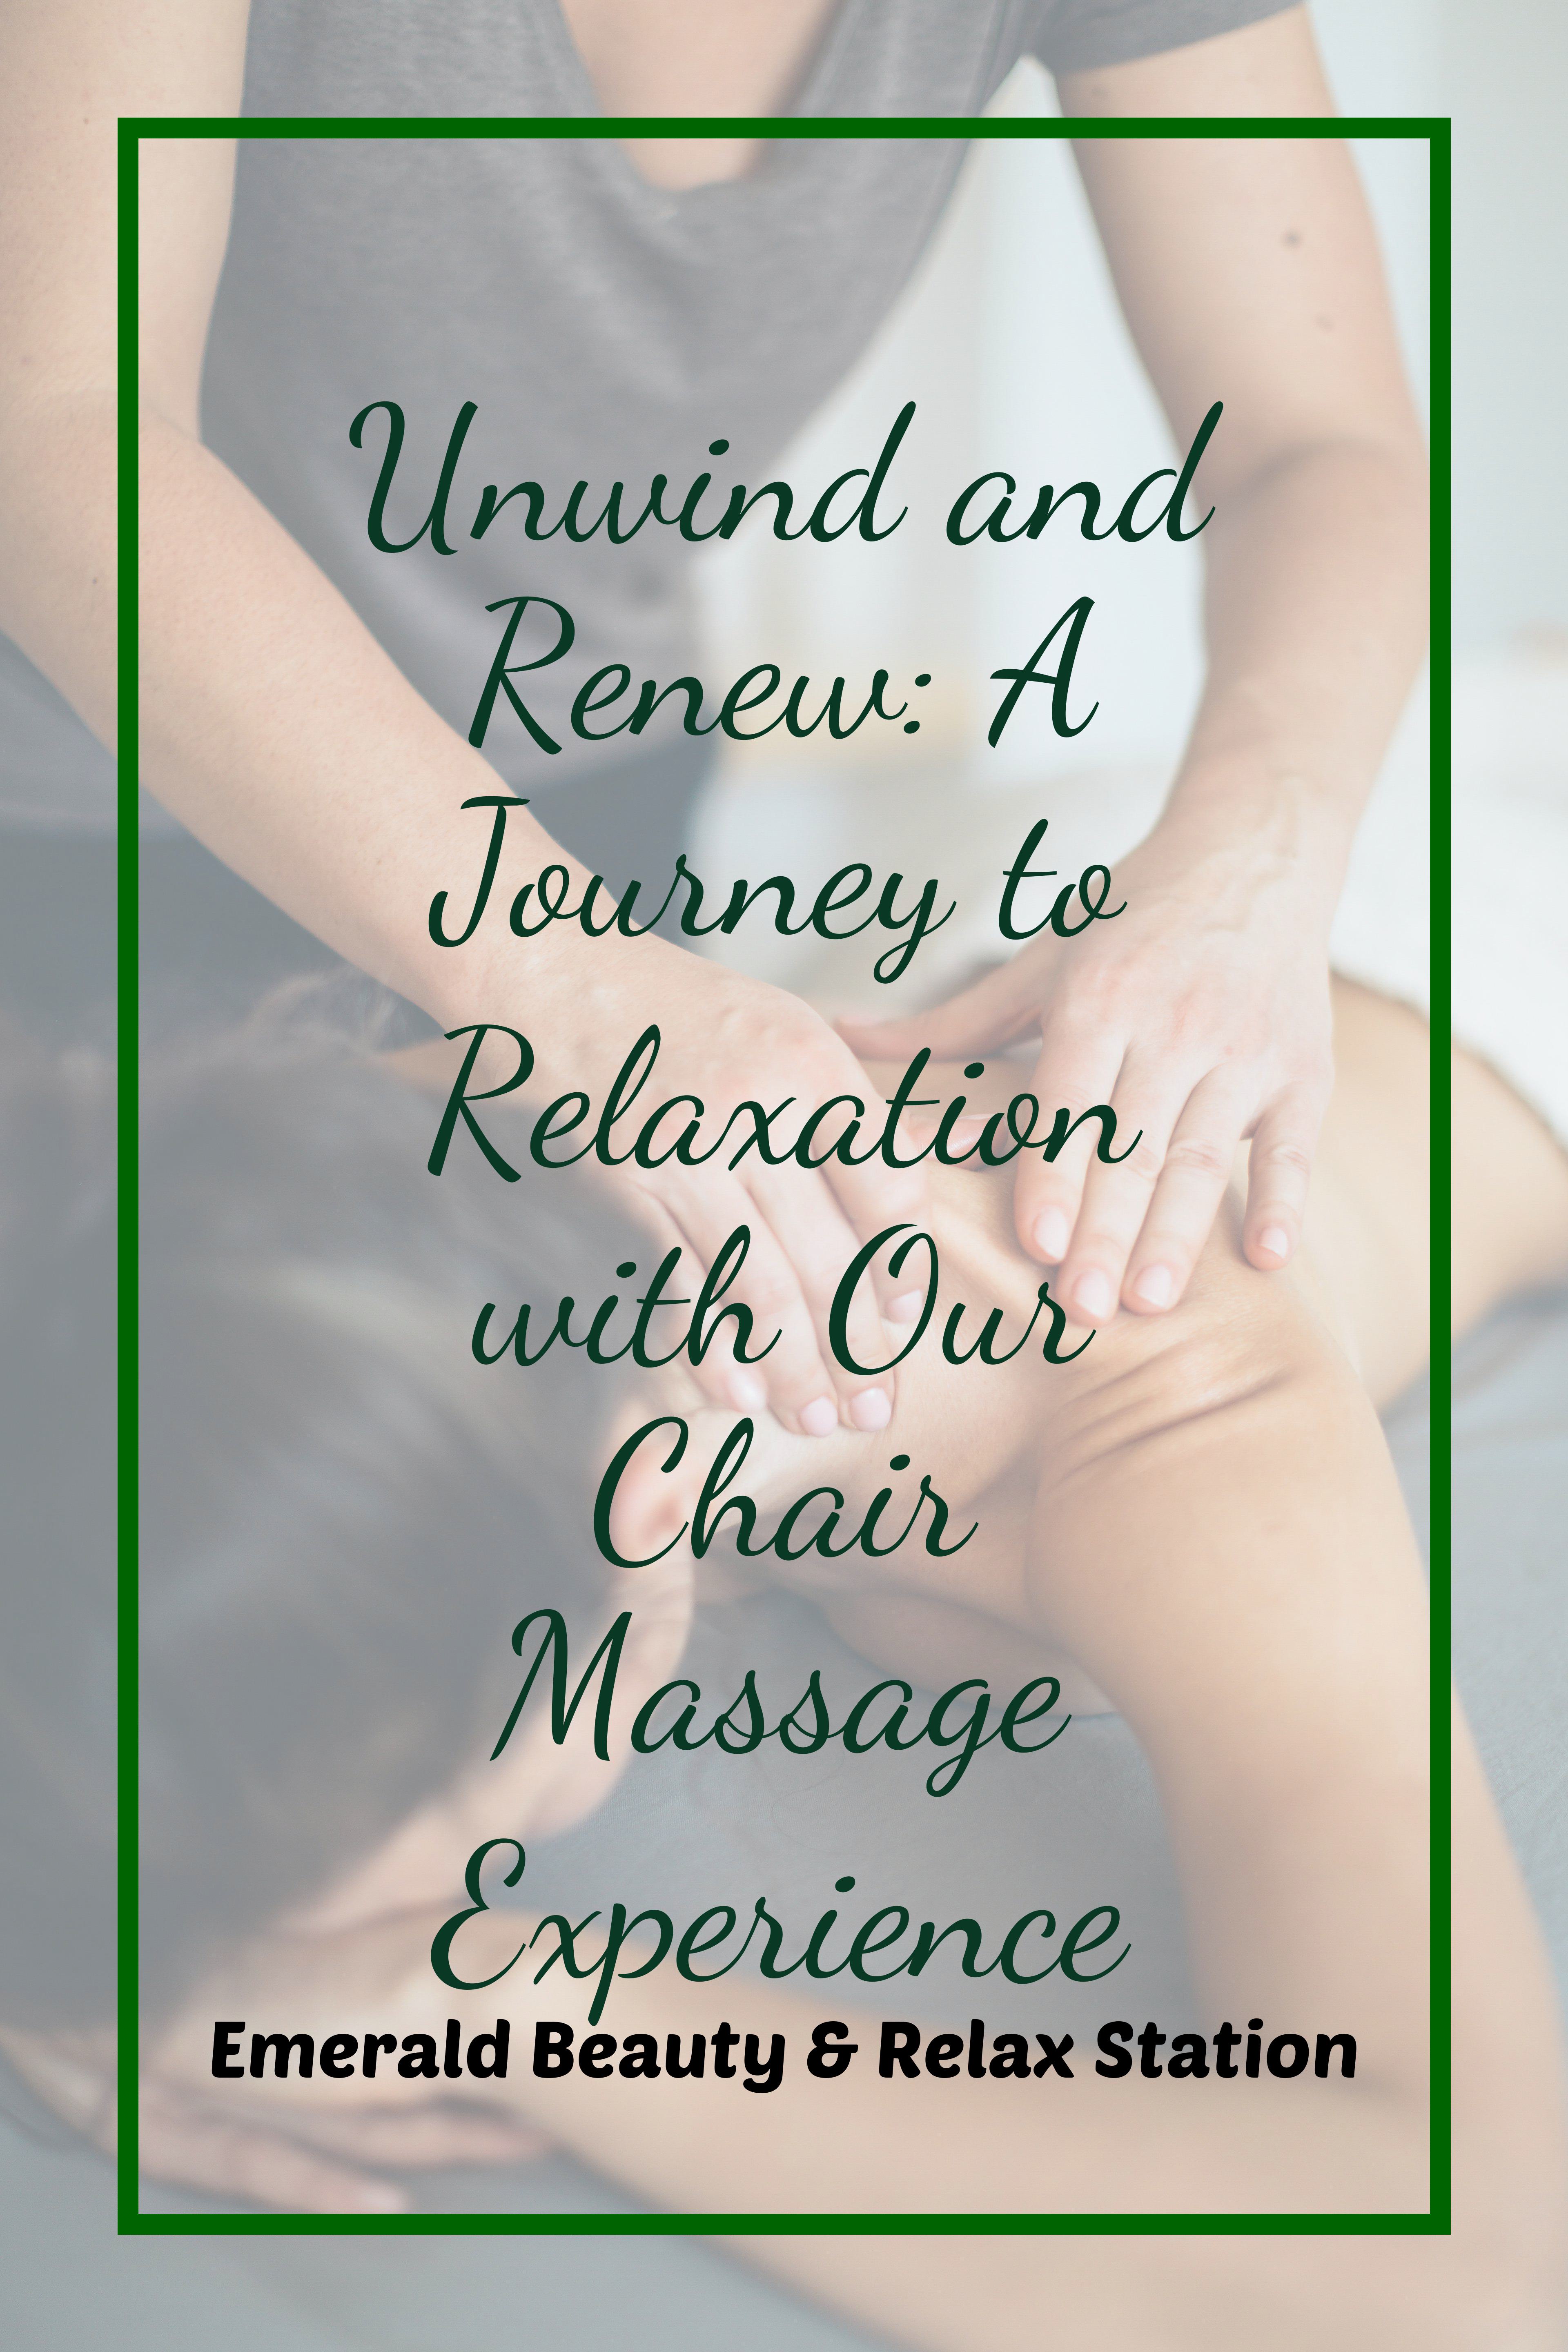 Unwind and
Renew: A
Journey to
Relaxation
with Our
Chair
Massage
Experience
Emerald Beauty & Relax Station